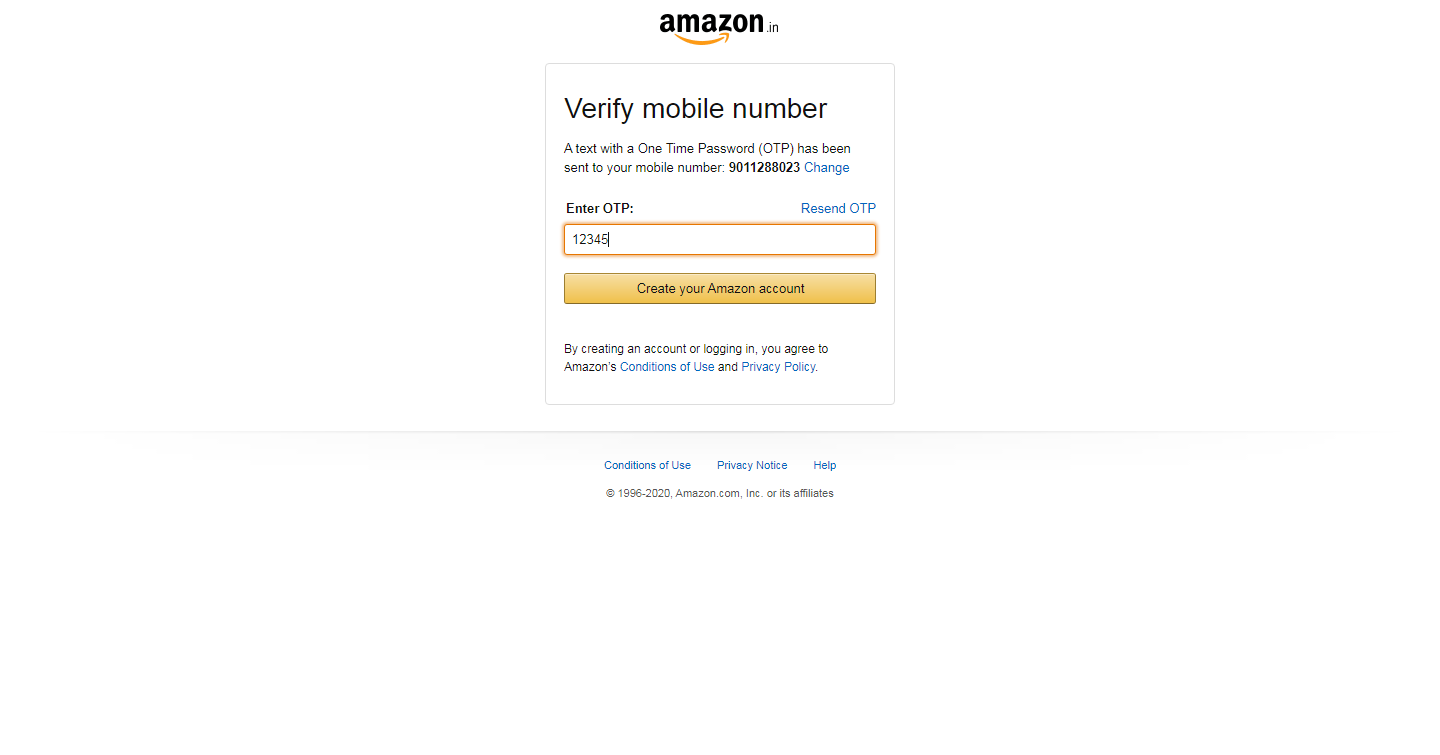 amazon.in
Verify mobile number
A text with a One Time Password (OTP) has been
sent to your mobile number: 9011288023 Change
Enter OTP: Resend OTP
12345
Create your Amazon account
By creating an account or logging in, you agree to
Amazon's Conditions of Use and Privacy Policy.
Conditions of Use Privacy Notice Help
© 1996-2020, Amazon.com, Inc. or its affiliates